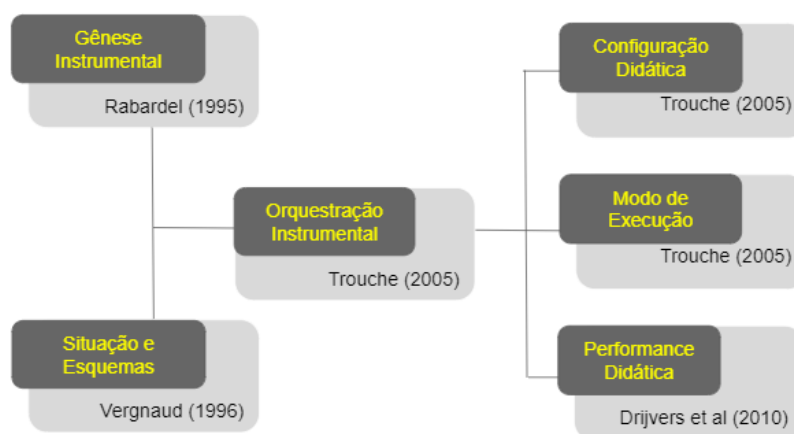 Gênese
Instrumental
Rabardel (1995)
Situação e
Esquemas
Vergnaud (1996)
Orquestração
Instrumental
Trouche (2005)
Configuração
Didática
Trouche (2005)
Modo de
Execução
Trouche (2005)
Performance
Didática
Drijvers et al (2010)